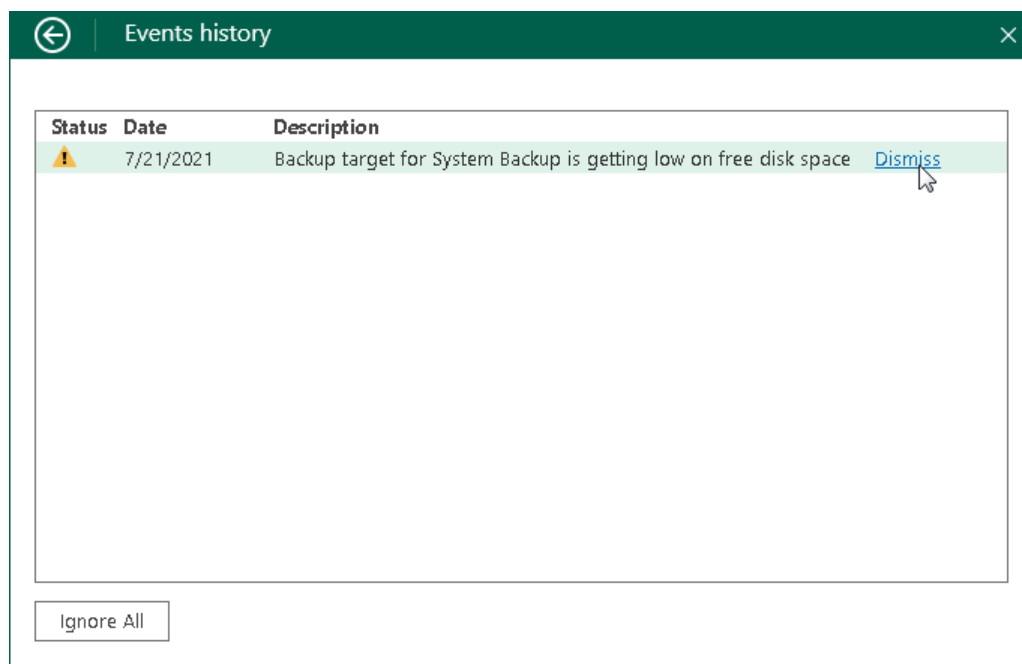 Events history
Status Date Description
7/21/2021 Backup target for System Backup is getting low on free disk space Dismiss
Ignore All